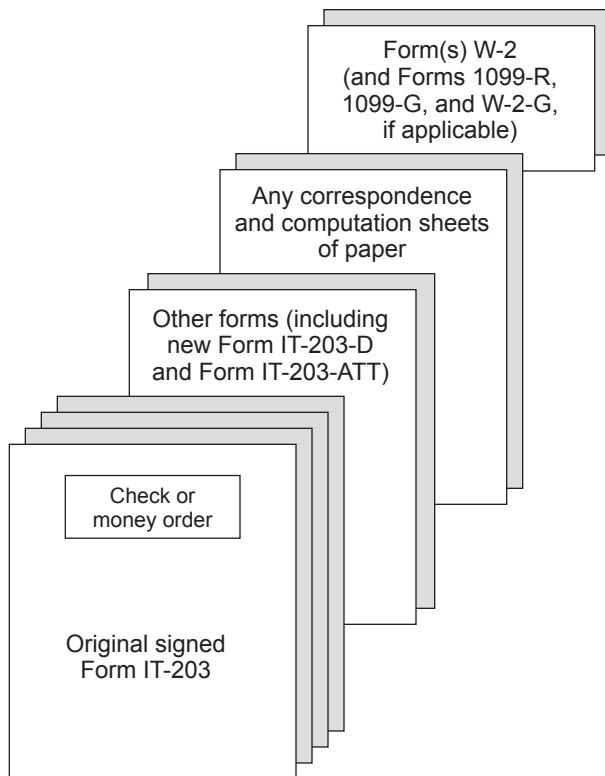 Form(s) W-2
(and Forms 1099-R,
1099-G, and W-2-G,
if applicable)
Any correspondence
and computation sheets
of paper
Other forms (including
new Form IT-203-D
and Form IT-203-ATT)
Check or
money order
Original signed
Form IT-203